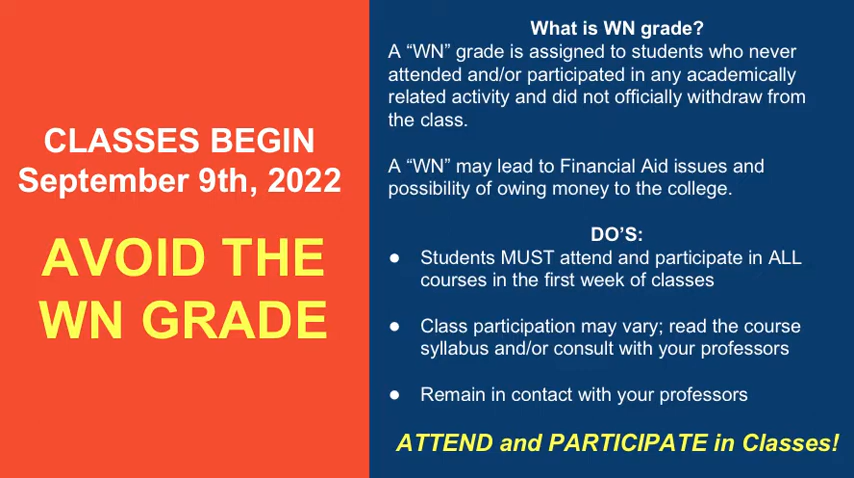 CLASSES BEGIN
September 9th, 2022
AVOID THE
WN GRADE
What is WN grade?
A “WN” grade is assigned to students who never
attended and/or participated in any academically
related activity and did not officially withdraw from
the class.
A “WN” may lead to Financial Aid issues and
possibility of owing money to the college.
DO’S:
● Students MUST attend and participate in ALL
courses in the first week of classes
● Class participation may vary; read the course
syllabus and/or consult with your professors
● Remain in contact with your professors
ATTEND and PARTICIPATE in Classes!